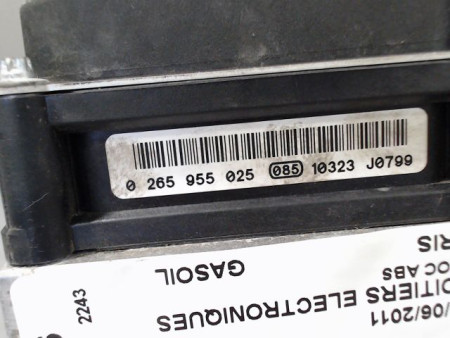 0 265 955 025 085 10323 J0799
RIS
OC ABS
OITIERS ELECTRONIQUES
/06/2011
GASOIL
2243